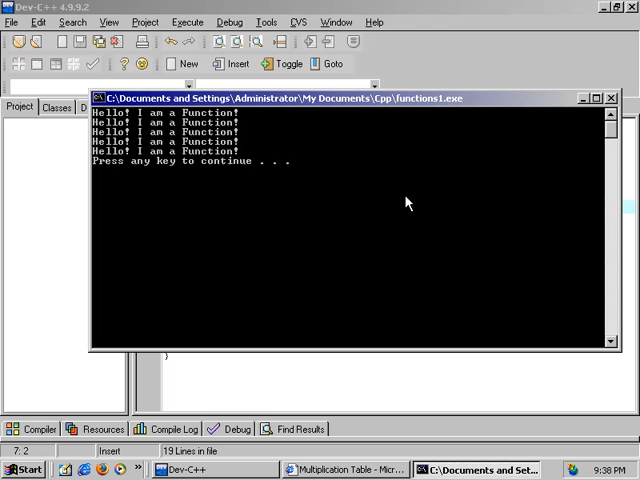 Dev-C++ 4.9.9.2
File Edit Search View Project Execute Debug Tools CVS Window Help
New Insert Toggle Goto
Project Classes D
C:\Documents and Settings\Administrator\My Documents\Cpp\functions1.exe
Hello! I am a Function!
Hello! I am a Function!
Hello! I am a Function!
Hello! I am a Function!
Hello! I am a Function!
Press any key to continue . . .
}
Compiler Resources Compile Log Debug Find Results
7: 2 Insert 19 Lines in file
Start Dev-C++ Multiplication Table - Micr... C:\Documents and Set... 9:38 PM